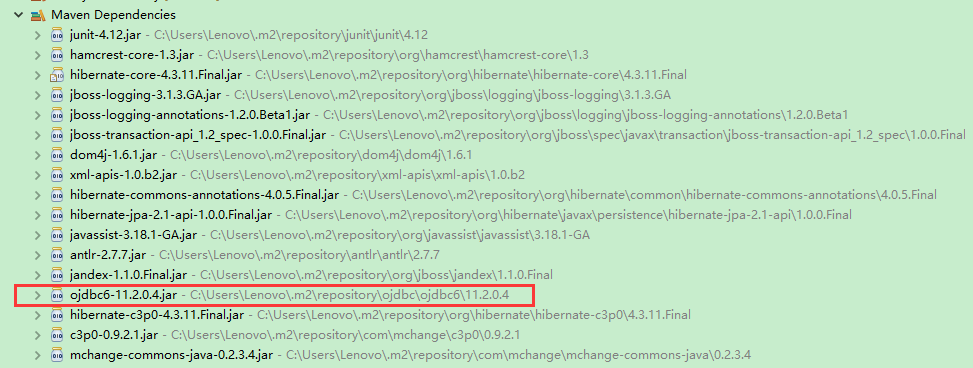 Maven Dependencies
junit-4.12.jar - C:\Users\Lenovo\.m2\repository\junit\junit\4.12
hamcrest-core-1.3.jar - C:\Users\Lenovo\.m2\repository\org\hamcrest\hamcrest-core\1.3
hibernate-core-4.3.11.Final.jar - C:\Users\Lenovo\.m2\repository\org\hibernate\hibernate-core\4.3.11.Final
jboss-logging-3.1.3.GA.jar - C:\Users\Lenovo\.m2\repository\org\jboss\logging\jboss-logging\3.1.3.GA
jboss-logging-annotations-1.2.0.Beta1.jar - C:\Users\Lenovo\.m2\repository\org\jboss\logging\jboss-logging-annotations\1.2.0.Beta1
jboss-transaction-api_1.2_spec-1.0.0.Final.jar - C:\Users\Lenovo\.m2\repository\org\jboss\spec\javax\transaction\jboss-transaction-api_1.2_spec\1.0.0.Final
dom4j-1.6.1.jar - C:\Users\Lenovo\.m2\repository\dom4j\dom4j\1.6.1
xml-apis-1.0.b2.jar - C:\Users\Lenovo\.m2\repository\xml-apis\xml-apis\1.0.b2
hibernate-commons-annotations-4.0.5.Final.jar - C:\Users\Lenovo\.m2\repository\org\hibernate\common\hibernate-commons-annotations\4.0.5.Final
hibernate-jpa-2.1-api-1.0.0.Final.jar - C:\Users\Lenovo\.m2\repository\org\hibernate\javax\persistence\hibernate-jpa-2.1-api\1.0.0.Final
javassist-3.18.1-GA.jar - C:\Users\Lenovo\.m2\repository\org\javassist\javassist\3.18.1-GA
antlr-2.7.7.jar - C:\Users\Lenovo\.m2\repository\antlr\antlr\2.7.7
jandex-1.1.0.Final.jar - C:\Users\Lenovo\.m2\repository\org\jboss\jandex\1.1.0.Final
ojdbc6-11.2.0.4.jar - C:\Users\Lenovo\.m2\repository\ojdbc\ojdbc6\11.2.0.4
hibernate-c3p0-4.3.11.Final.jar - C:\Users\Lenovo\.m2\repository\org\hibernate\hibernate-c3p0\4.3.11.Final
c3p0-0.9.2.1.jar - C:\Users\Lenovo\.m2\repository\com\mchange\c3p0\0.9.2.1
mchange-commons-java-0.2.3.4.jar - C:\Users\Lenovo\.m2\repository\com\mchange\mchange-commons-java\0.2.3.4